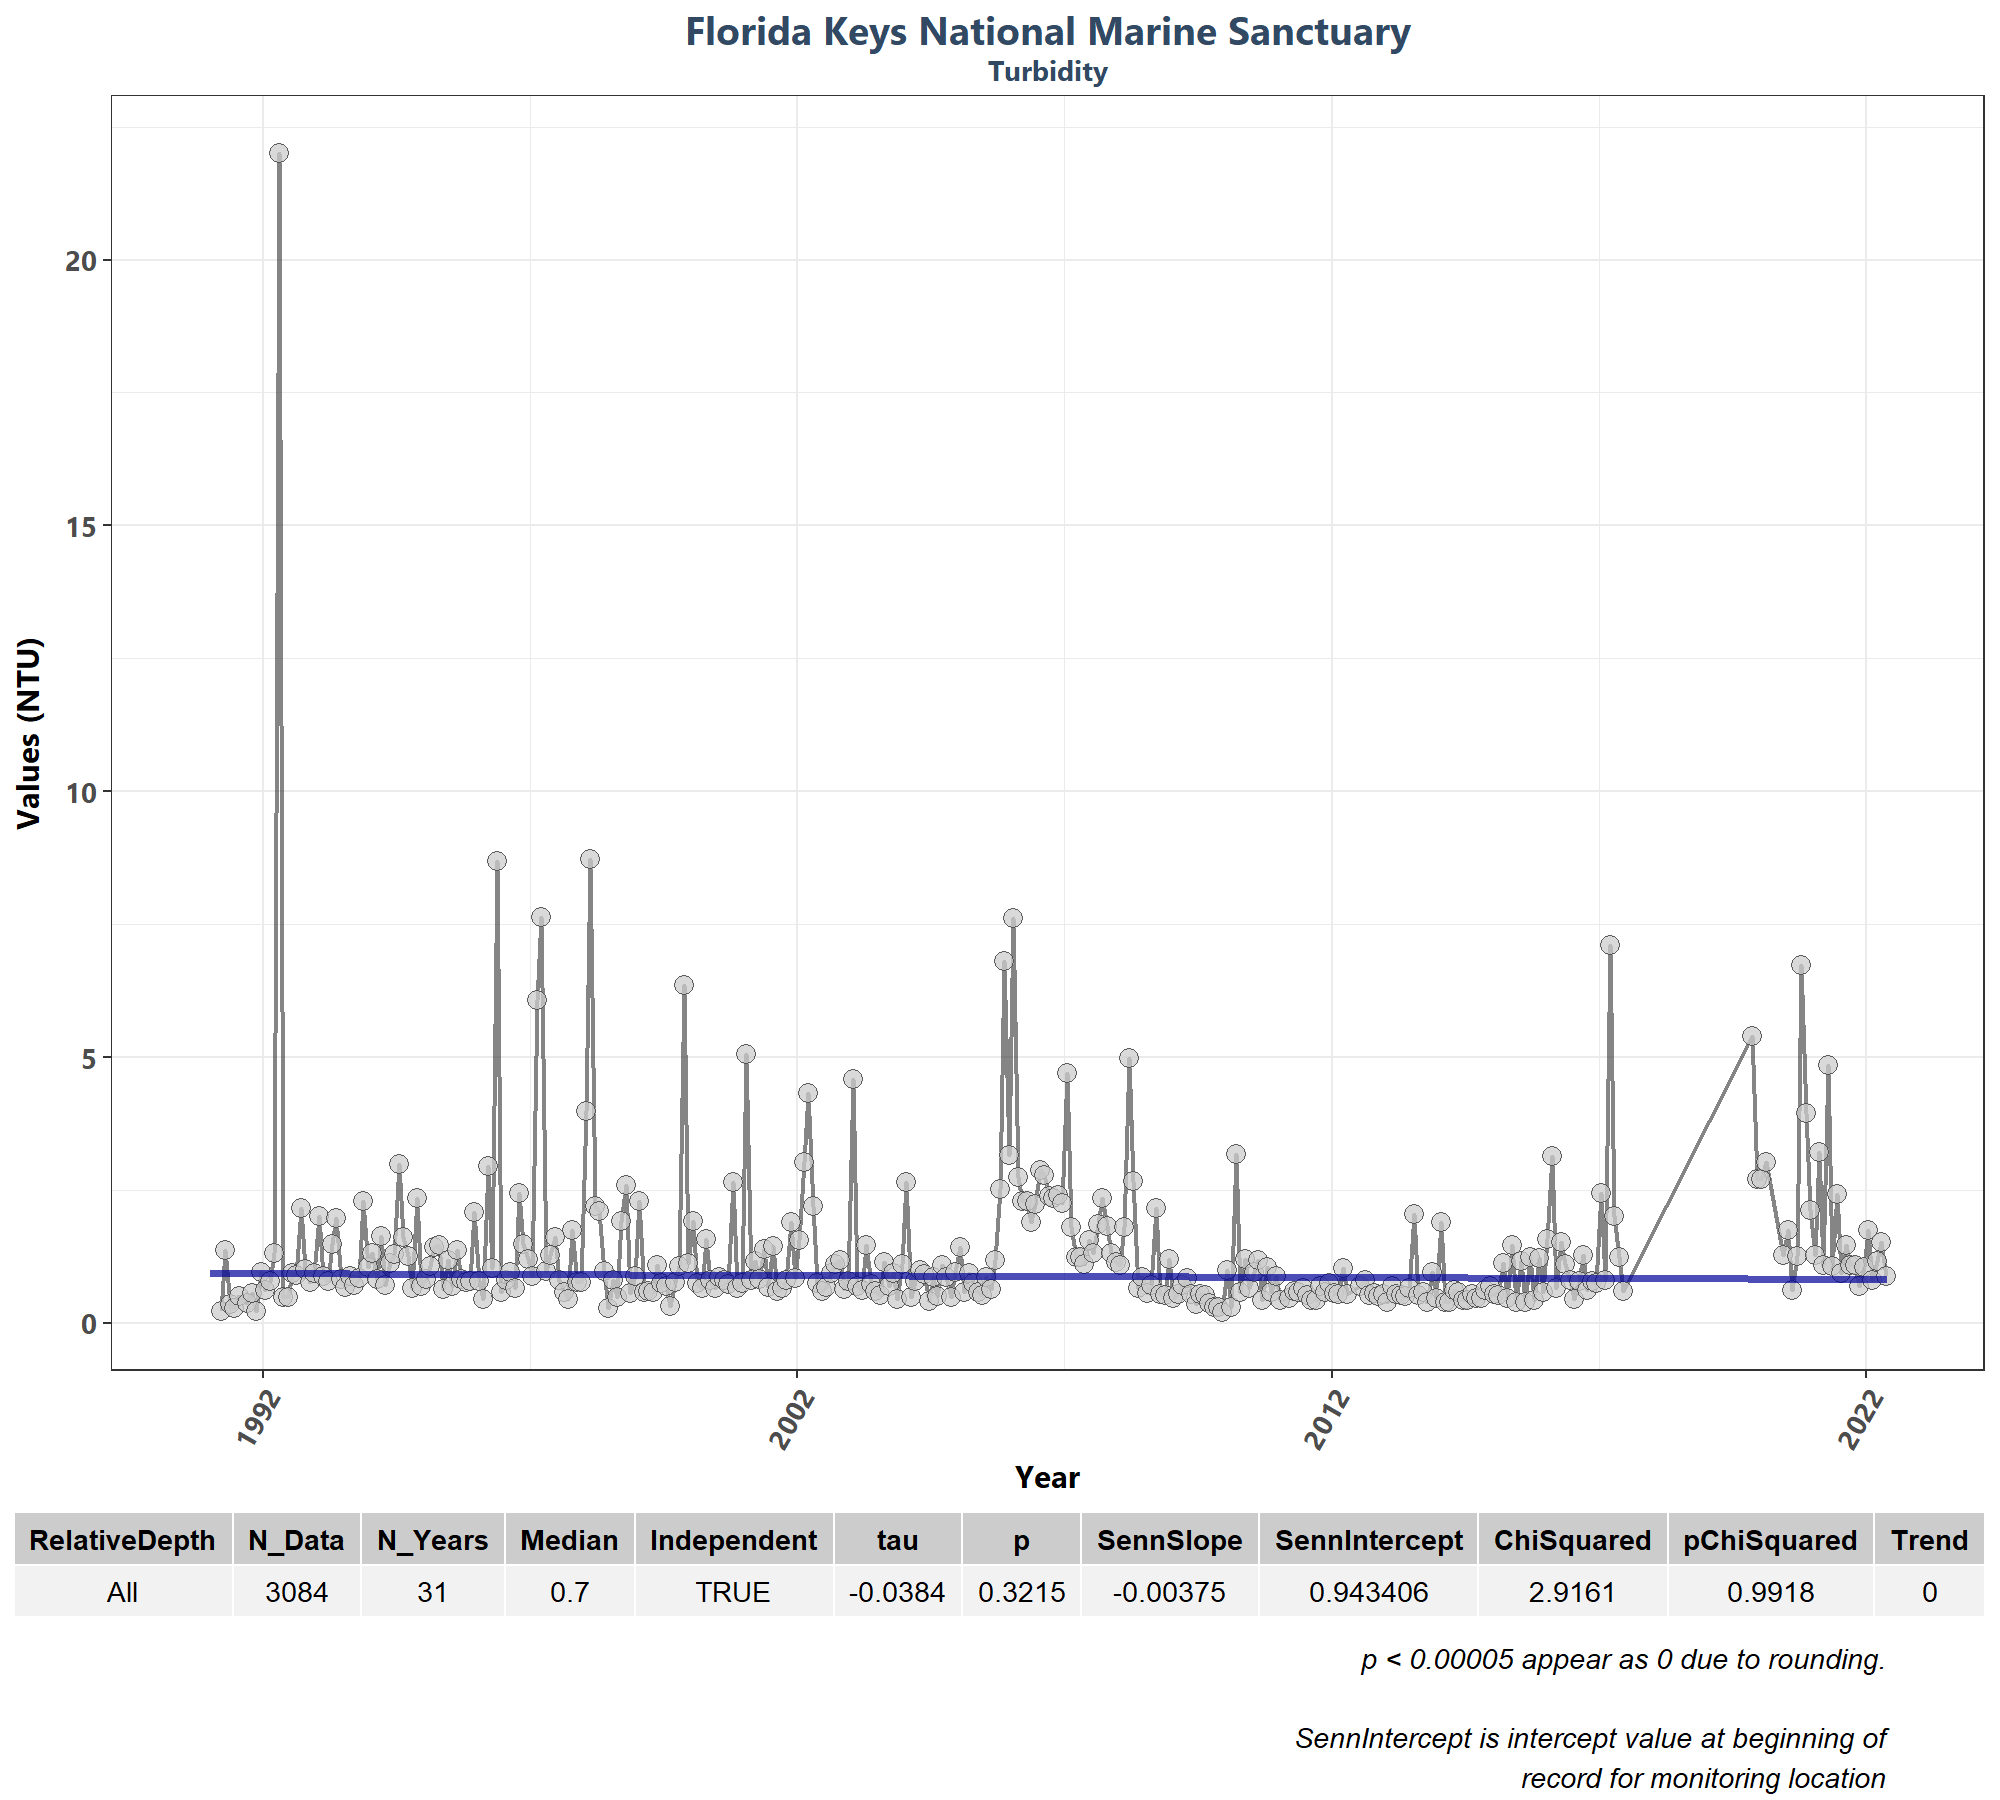 Florida Keys National Marine Sanctuary
Turbidity
Values (NTU)
20
15
10
5
0
1992
2002
2012
2022
Year
RelativeDepth N_Data N_Years Median Independent tau p SennSlope SennIntercept ChiSquared pChiSquared Trend
All 3084 31 0.7 TRUE -0.0384 0.3215 -0.00375 0.943406 2.9161 0.9918 0
p < 0.00005 appear as 0 due to rounding.
SennIntercept is intercept value at beginning of
record for monitoring location